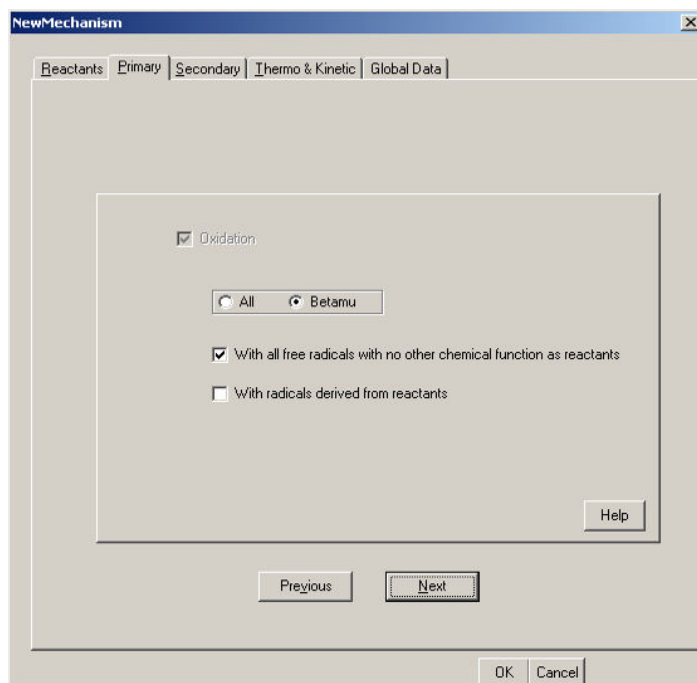 NewMechanism
Reactants Primary Secondary Thermo & Kinetic Global Data
Oxidation
All Betamu
With all free radicals with no other chemical function as reactants
With radicals derived from reactants
Help
Previous Next
OK Cancel